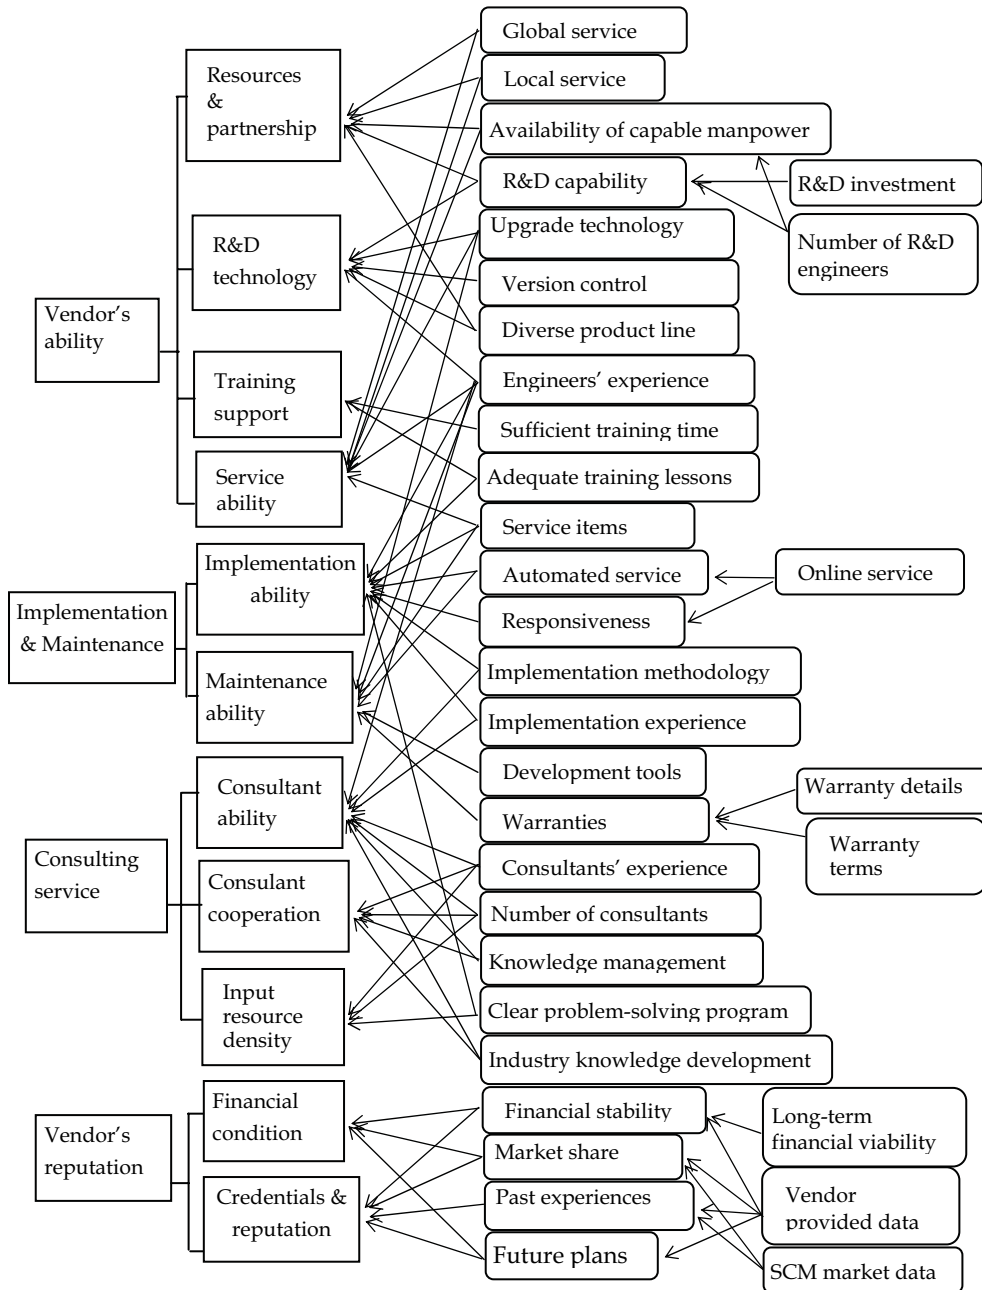 Vendor's
ability
Implementation
& Maintenance
Consulting
service
Vendor's
reputation
Resources
&
partnership
R&D
technology
Training
support
Service
ability
Implementation
ability
Maintenance
ability
Consultant
ability
Consulant
cooperation
Input
resource
density
Financial
condition
Credentials &
reputation
Global service
Local service
Availability of capable manpower
R&D capability
Upgrade technology
Version control
Diverse product line
Engineers' experience
Sufficient training time
Adequate training lessons
Service items
Automated service
Responsiveness
Implementation methodology
Implementation experience
Development tools
Warranties
Consultants' experience
Number of consultants
Knowledge management
Clear problem-solving program
Industry knowledge development
Financial stability
Market share
Past experiences
Future plans
R&D investment
Number of R&D
engineers
Online service
Warranty details
Warranty
terms
Long-term
financial viability
Vendor
provided data
SCM market data